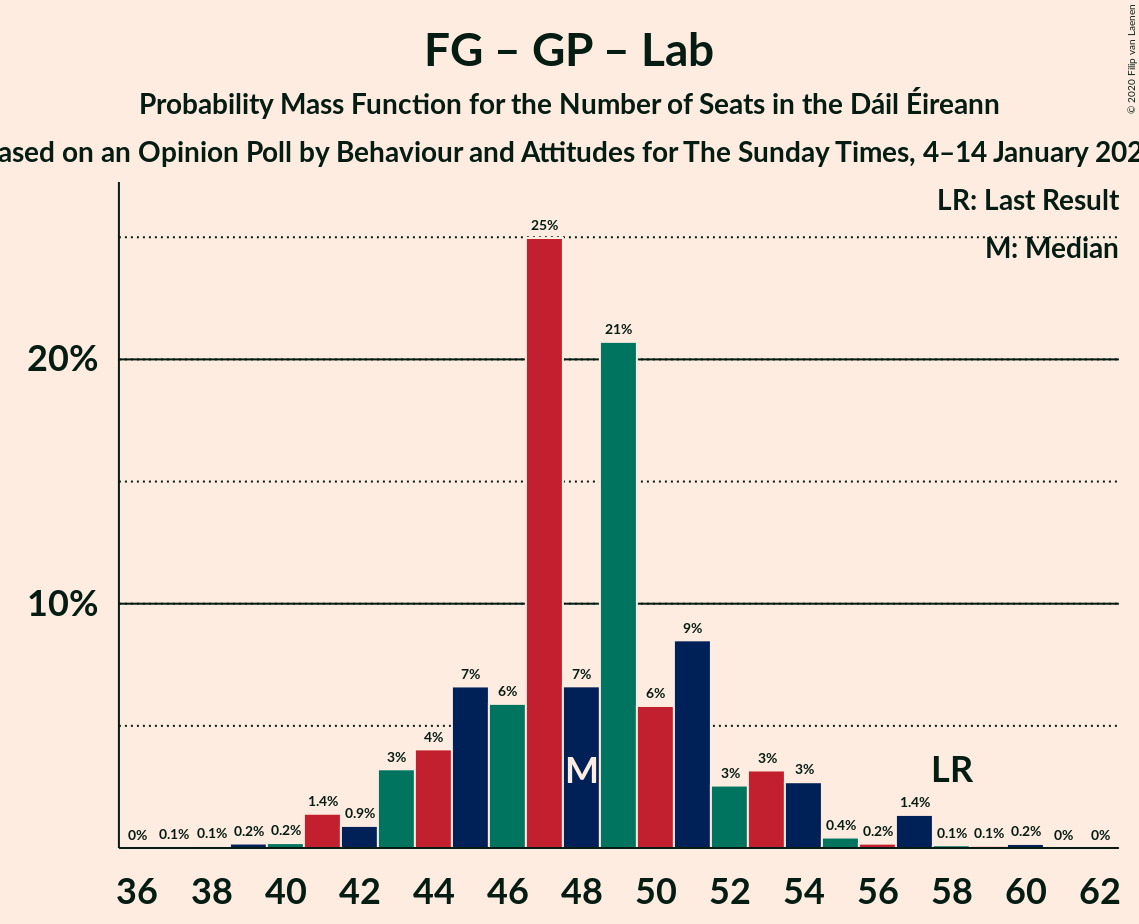 FG – GP – Lab
Probability Mass Function for the Number of Seats in the Dáil Éireann
ased on an Opinion Poll by Behaviour and Attitudes for The Sunday Times, 4–14 January 202
© 2020 Filip van Laenen
LR: Last Result
M: Median
20%
10%
0% 0.1% 0.1% 0.2% 0.2% 1.4% 0.9% 3% 4% 7% 6% 25% 7% 21% 6% 9% 3% 3% 3% 0.4% 0.2% 1.4% 0.1% 0.1% 0.2% 0% 0%
M
LR
36 38 40 42 44 46 48 50 52 54 56 58 60 62